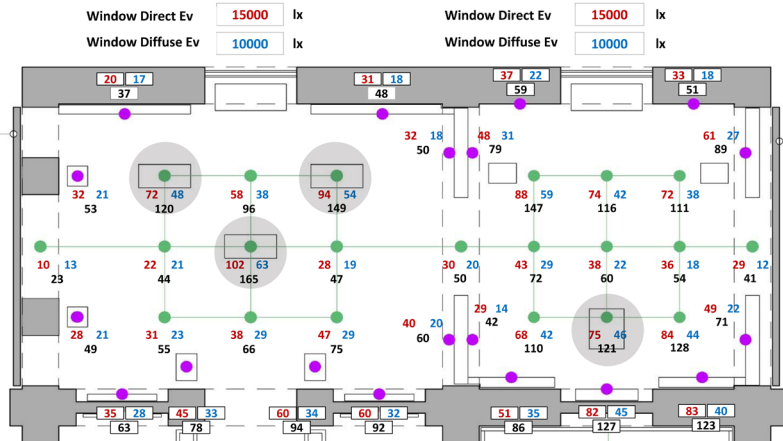 Window Direct Ev 15000 lx Window Direct Ev 15000 lx
Window Diffuse Ev 10000 lx Window Diffuse Ev 10000 lx
20 17 31 18 37 22 33 18
37 48 59 51
32 18 48 31 61 27
50 79 89
32 21 72 48 58 38 94 54 88 59 74 42 72 38
53 120 96 149 147 116 111
10 13 22 21 102 63 28 19 30 20 43 29 38 22 36 18 29 12
23 44 165 47 50 72 60 54 41
29 14 49 22
42 71
40 20
60
28 21 31 23 38 29 47 29 68 42 75 46 84 44
49 55 66 75 110 121 128
35 28 45 33 60 34 60 32 51 35 82 45 83 40
63 78 94 92 86 127 123